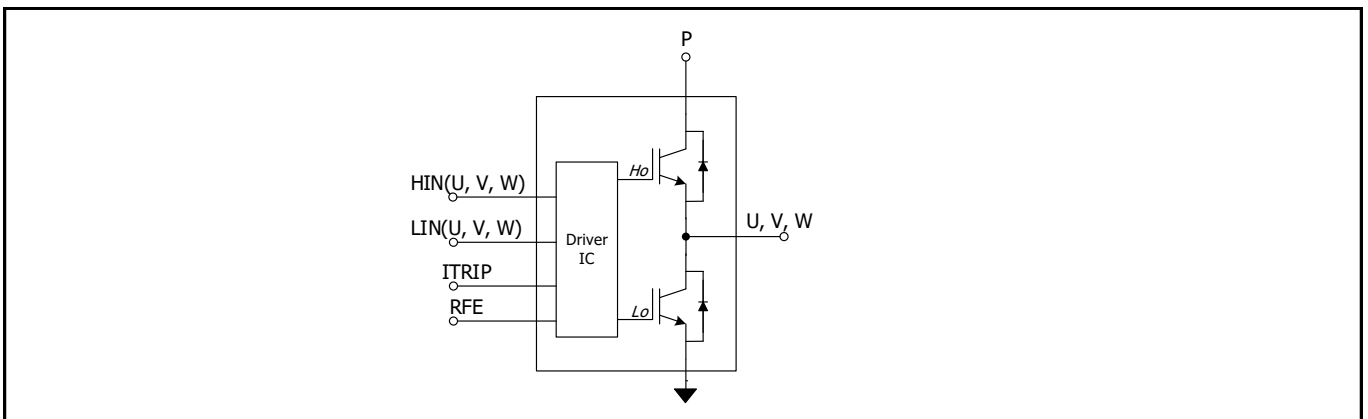 P
HIN(U, V, W)
Ho
LIN(U, V, W)
U, V, W
Driver
IC
ITRIP
RFE
Lo